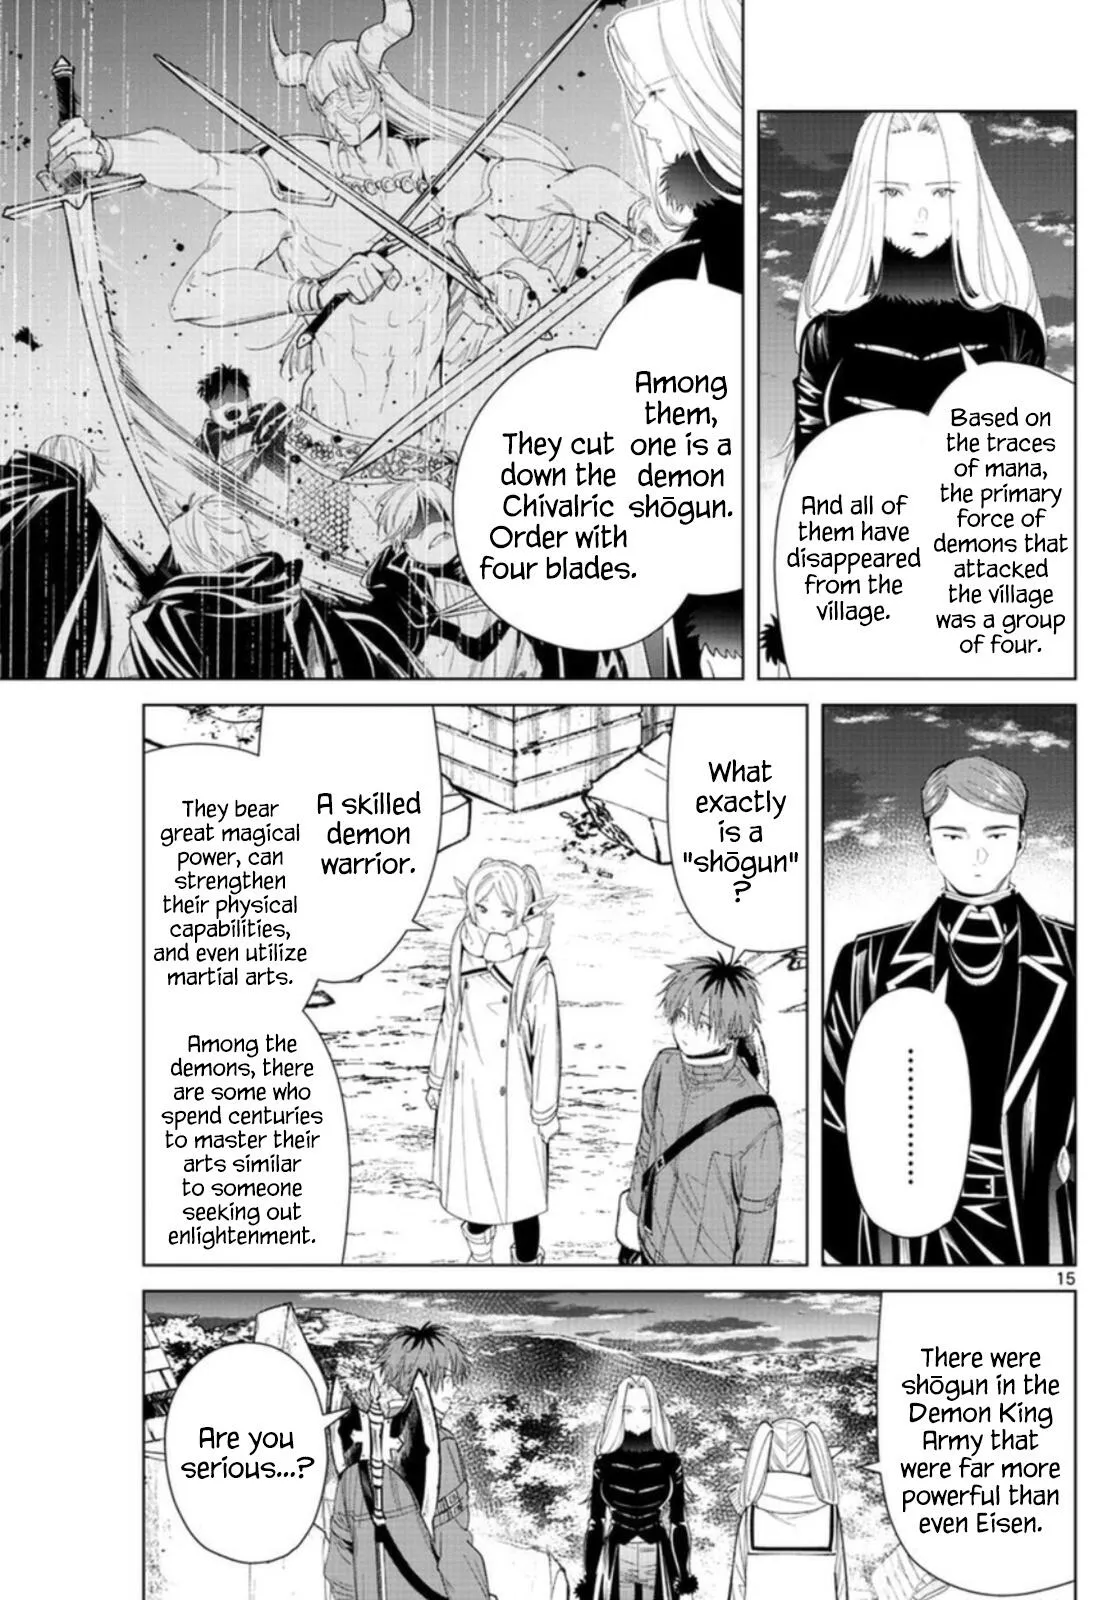 Based on
the traces
of mana,
the primary
force of
demons that
attacked
the village
was a group
of four.
And all of
them have
disappeared
from the
village.
Among
them,
one is a
demon
shōgun.
They cut
down the
Chivalric
Order with
four blades.
............
What
exactly
is a
"shōgun"
?
A skilled
demon
warrior.
They bear
great magical
power, can
strengthen
their physical
capabilities,
and even utilize
martial arts.
Among the
demons, there
are some who
spend centuries
to master their
arts similar
to someone
seeking out
enlightenment.
15
There were
shōgun in the
Demon King
Army that
were far more
powerful than
even Eisen.
Are you
serious...?